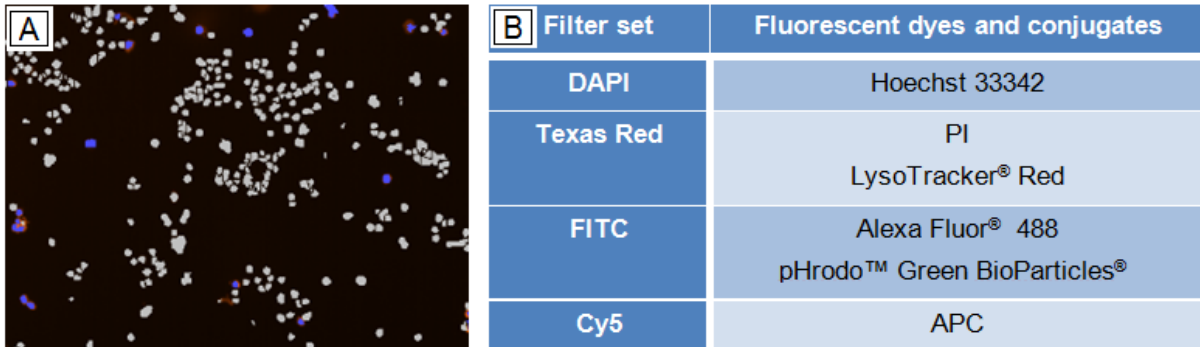 A
B Filter set Fluorescent dyes and conjugates
DAPI Hoechst 33342
Texas Red PI
LysoTracker® Red
FITC Alexa Fluor® 488
pHrodo™ Green BioParticles®
Cy5 APC